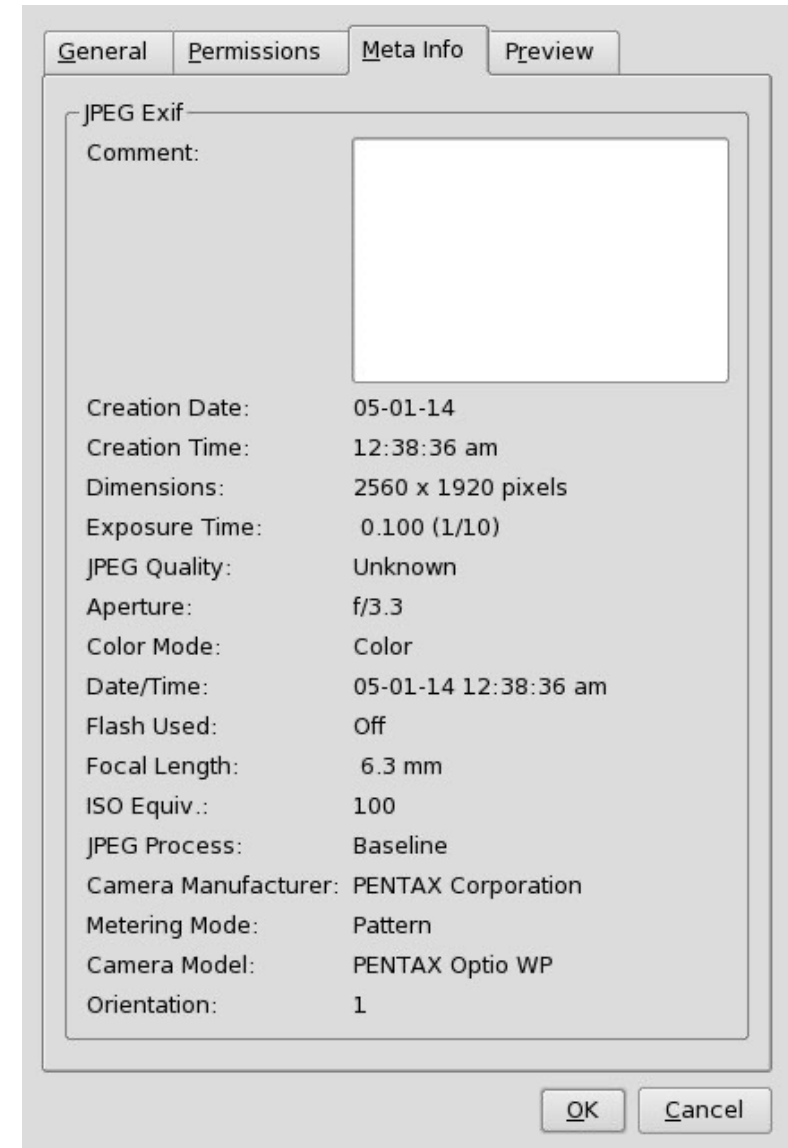 General Permissions Meta Info Preview
JPEG Exif
Comment:
Creation Date: 05-01-14
Creation Time: 12:38:36 am
Dimensions: 2560 x 1920 pixels
Exposure Time: 0.100 (1/10)
JPEG Quality: Unknown
Aperture: f/3.3
Color Mode: Color
Date/Time: 05-01-14 12:38:36 am
Flash Used: Off
Focal Length: 6.3 mm
ISO Equiv.: 100
JPEG Process: Baseline
Camera Manufacturer: PENTAX Corporation
Metering Mode: Pattern
Camera Model: PENTAX Optio WP
Orientation: 1
OK Cancel